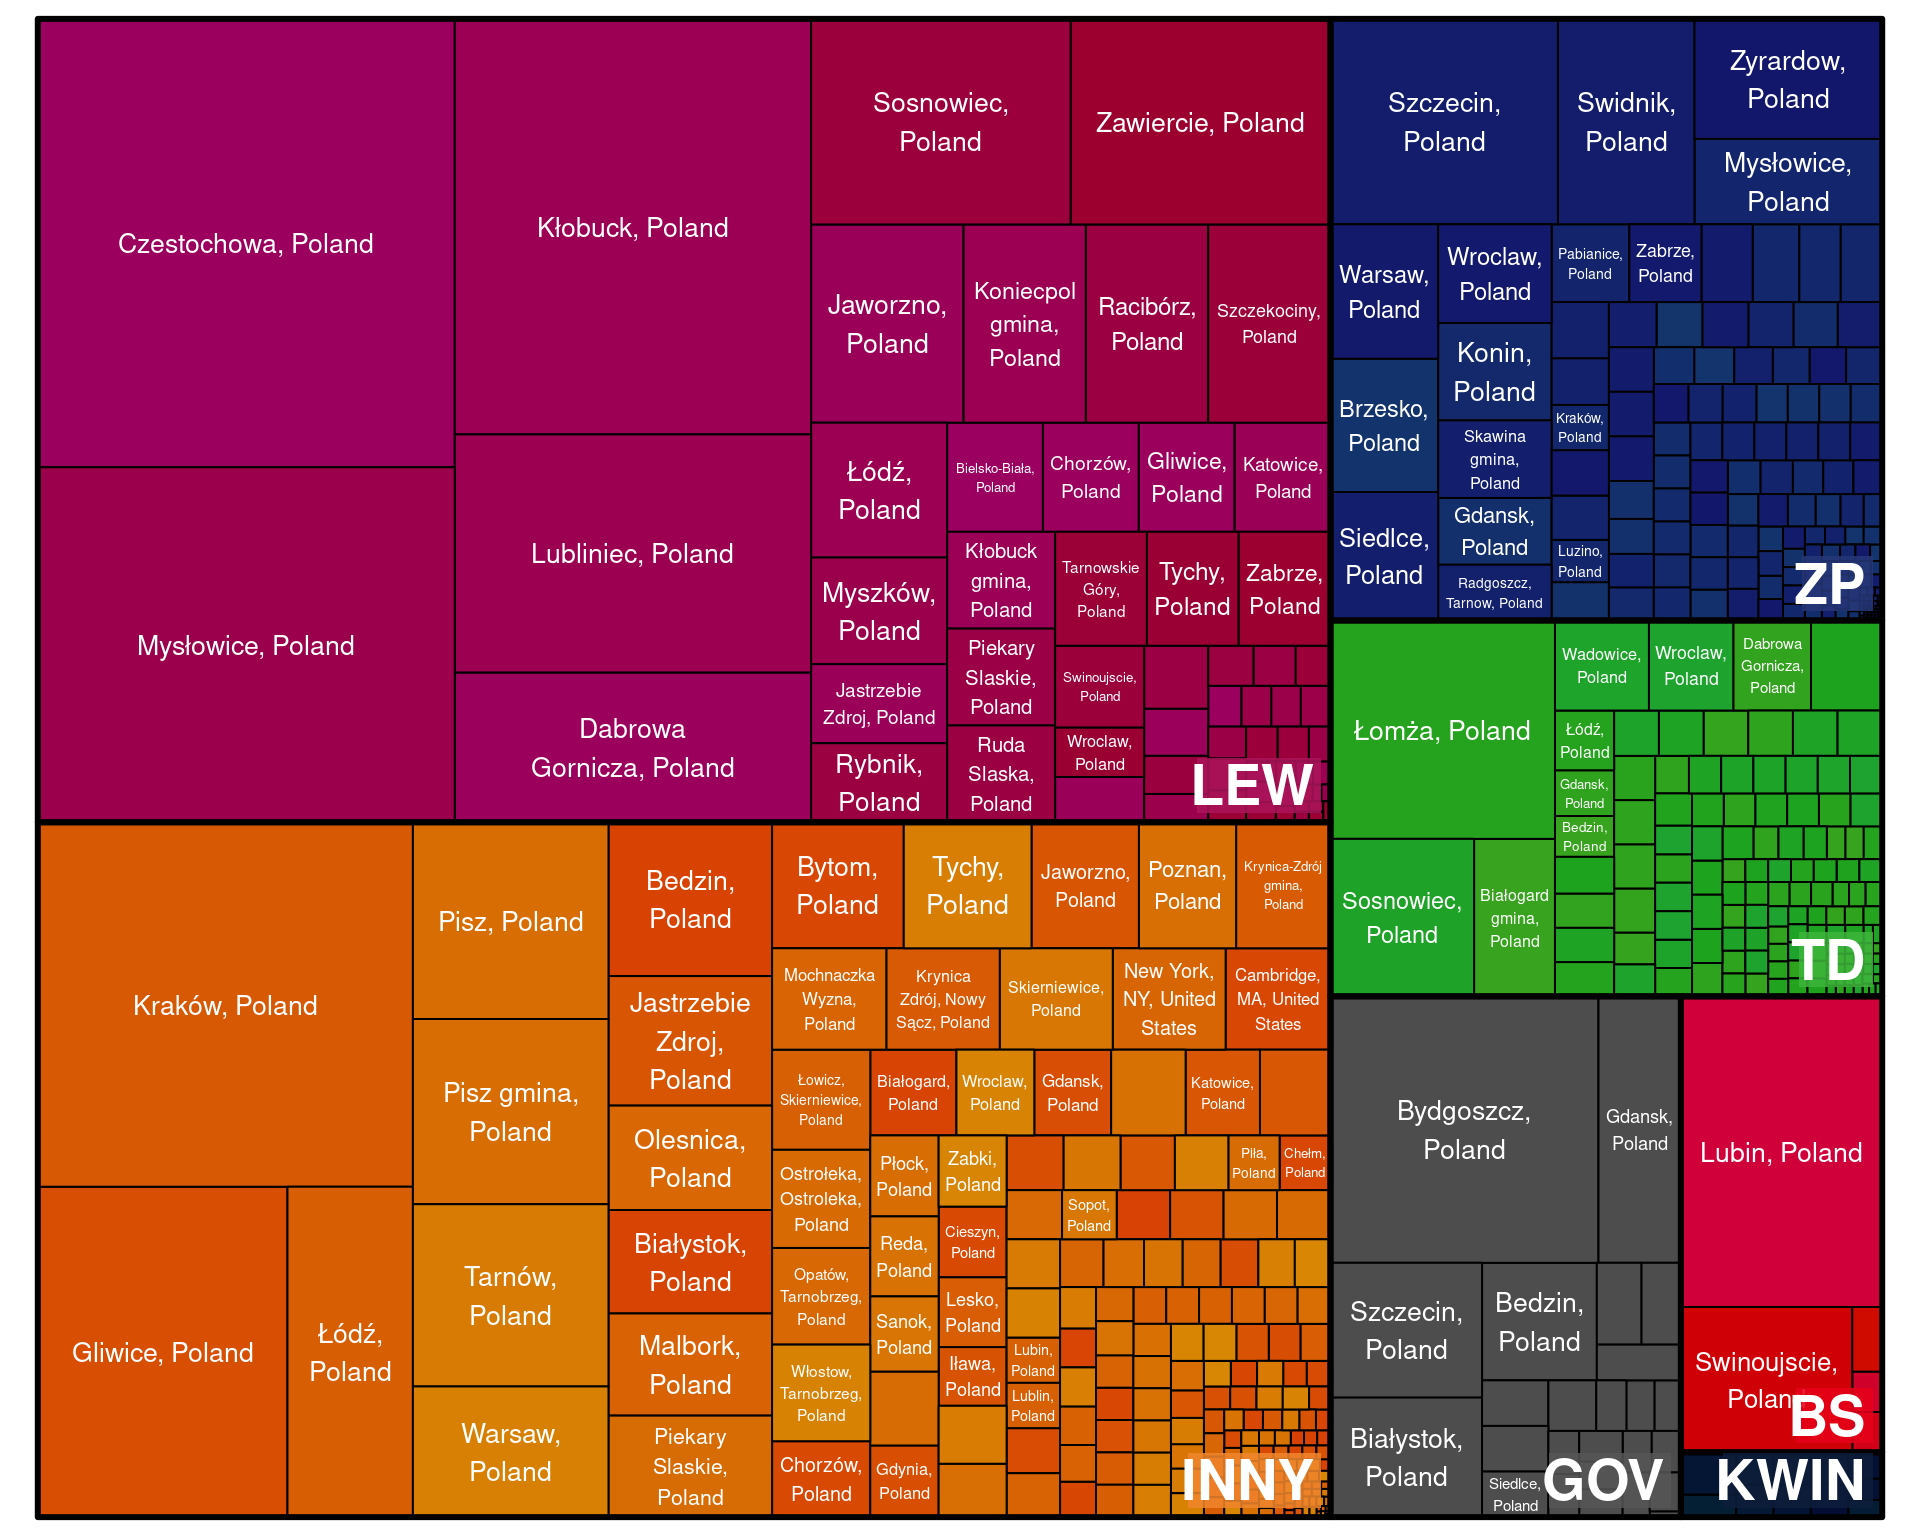 Czestochowa, Poland
Mysłowice, Poland
Kłobuck, Poland
Lubliniec, Poland
Dabrowa
Gornicza, Poland
Sosnowiec,
Poland
Zawiercie, Poland
Jaworzno,
Poland
Koniecpol
gmina,
Poland
Racibórz,
Poland
Szczekociny,
Poland
Łódź,
Poland
Myszków,
Poland
Jastrzebie
Zdroj, Poland
Rybnik,
Poland
Bielsko-Biała,
Poland
Chorzów,
Poland
Gliwice,
Poland
Katowice,
Poland
Kłobuck
gmina,
Poland
Piekary
Slaskie,
Poland
Ruda
Slaska,
Poland
Tarnowskie
Góry,
Poland
Tychy,
Poland
Zabrze,
Poland
Swinoujscie,
Poland
Wroclaw,
Poland
LEW
Szczecin,
Poland
Swidnik,
Poland
Zyrardow,
Poland
Mysłowice,
Poland
Warsaw,
Poland
Brzesko,
Poland
Siedlce,
Poland
Wroclaw,
Poland
Konin,
Poland
Skawina
gmina,
Poland
Gdansk,
Poland
Radgoszcz,
Tarnow, Poland
Pabianice,
Poland
Zabrze,
Poland
Kraków,
Poland
Luzino,
Poland
ZP
Łomża, Poland
Sosnowiec,
Poland
Białogard
gmina,
Poland
Wadowice,
Poland
Wroclaw,
Poland
Dabrowa
Gornicza,
Poland
Łódź,
Poland
Gdansk,
Poland
Bedzin,
Poland
TD
Kraków, Poland
Gliwice, Poland
Łódź,
Poland
Pisz, Poland
Pisz gmina,
Poland
Tarnów,
Poland
Warsaw,
Poland
Bedzin,
Poland
Jastrzebie
Zdroj,
Poland
Olesnica,
Poland
Białystok,
Poland
Malbork,
Poland
Piekary
Slaskie,
Poland
Bytom,
Poland
Tychy,
Poland
Jaworzno,
Poland
Poznan,
Poland
Krynica-Zdrój
gmina,
Poland
Mochnaczka
Wyzna,
Poland
Krynica
Zdrój, Nowy
Sącz, Poland
Skierniewice,
Poland
New York,
NY, United
States
Cambridge,
MA, United
States
Łowicz,
Skierniewice,
Poland
Ostrołeka,
Ostroleka,
Poland
Opatów,
Tarnobrzeg,
Poland
Włostow,
Tarnobrzeg,
Poland
Chorzów,
Poland
Białogard,
Poland
Wroclaw,
Poland
Gdansk,
Poland
Katowice,
Poland
Płock,
Poland
Reda,
Poland
Sanok,
Poland
Gdynia,
Poland
Zabki,
Poland
Cieszyn,
Poland
Lesko,
Poland
Iława,
Poland
Piła,
Poland
Chełm,
Poland
Sopot,
Poland
Lubin,
Poland
Lublin,
Poland
INNY
Bydgoszcz,
Poland
Gdansk,
Poland
Szczecin,
Poland
Białystok,
Poland
Bedzin,
Poland
Siedlce,
Poland
GOV
Lubin, Poland
Swinoujscie,
Poland
BS
KWIN